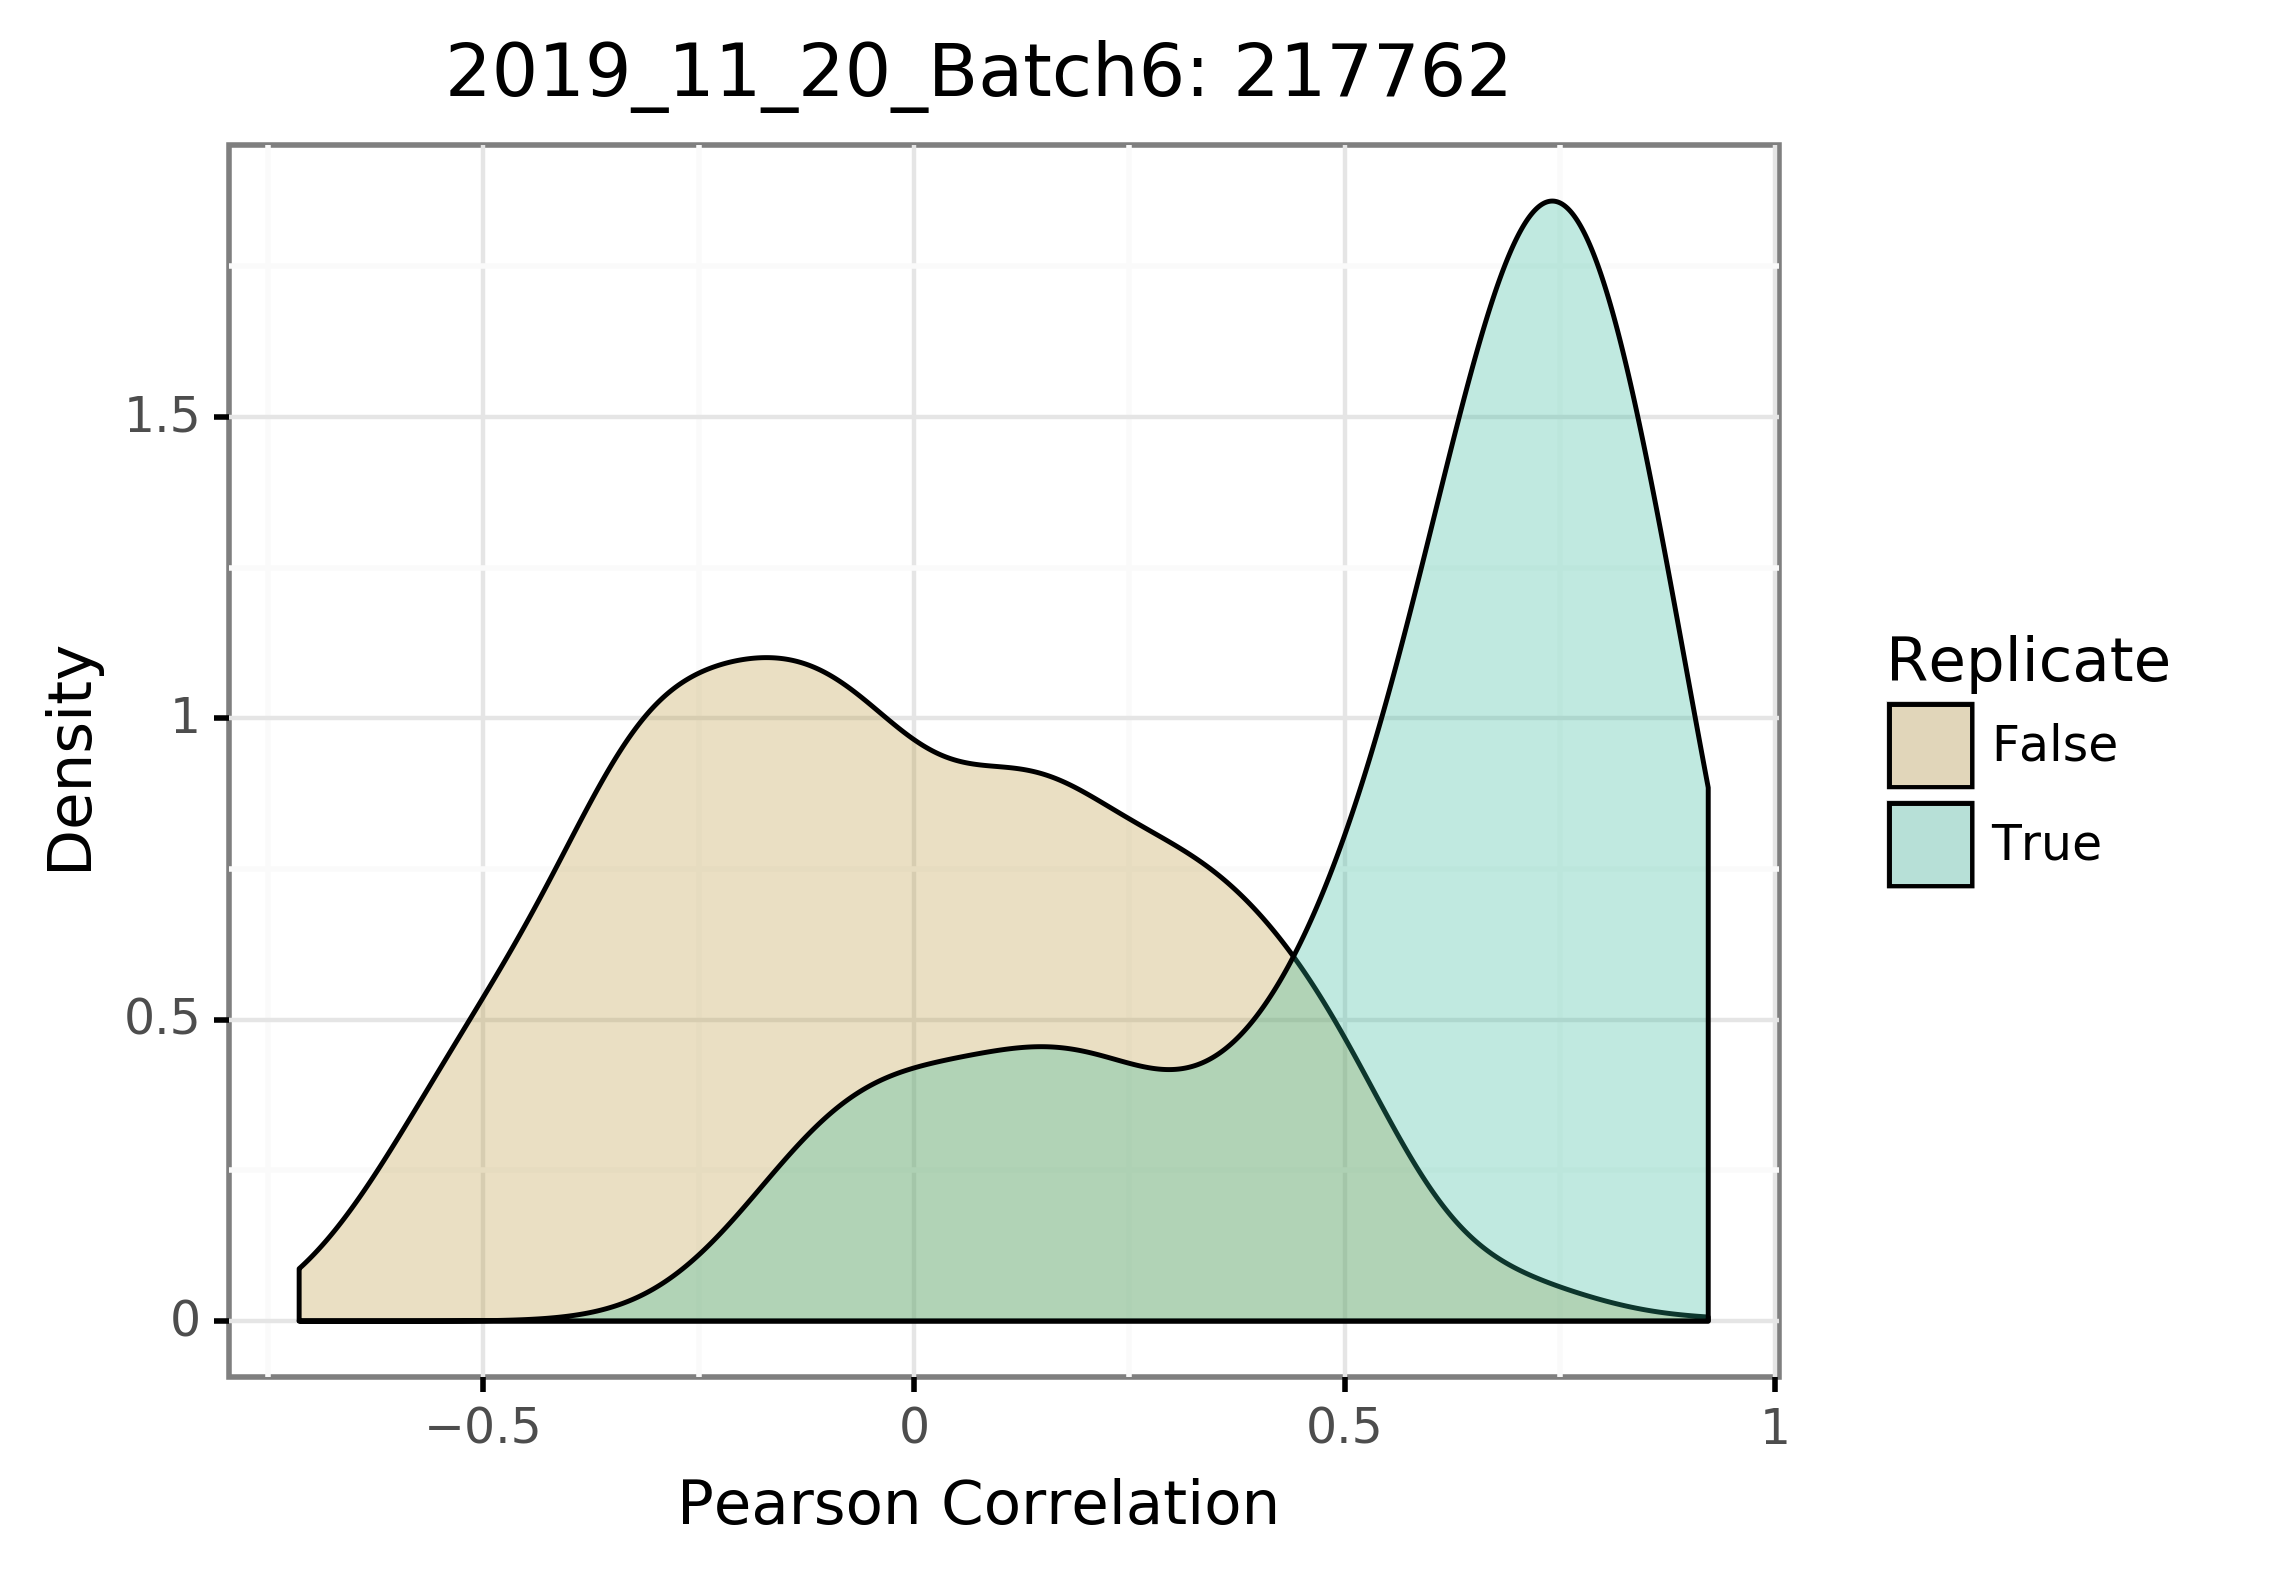 2019_11_20_Batch6: 217762
Density
1.5
1
0.5
0
−0.5
0
0.5
1
Pearson Correlation
Replicate
False
True